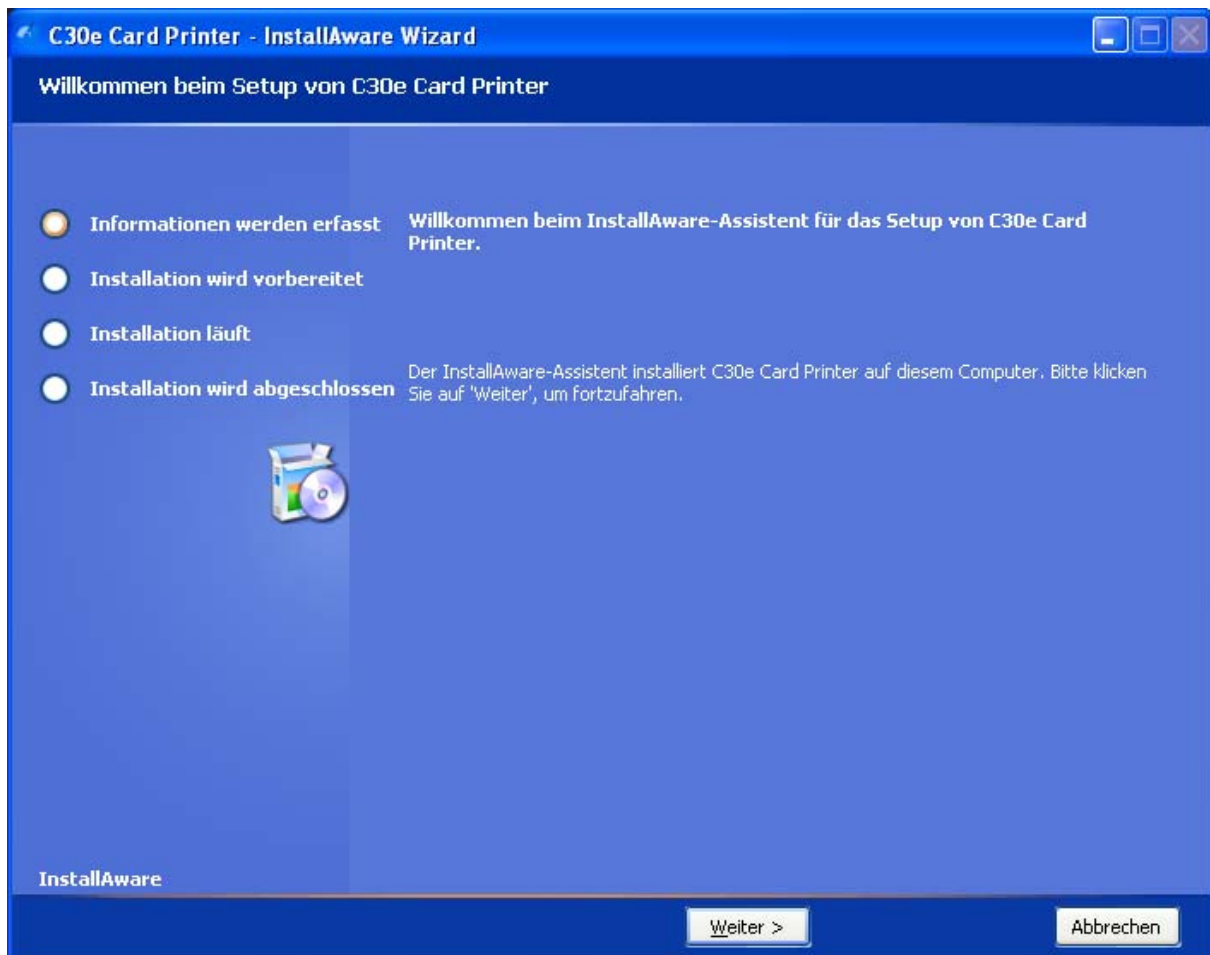 C30e Card Printer - InstallAware Wizard
Willkommen beim Setup von C30e Card Printer
Informationen werden erfasst
Installation wird vorbereitet
Installation läuft
Installation wird abgeschlossen
Willkommen beim InstallAware-Assistent für das Setup von C30e Card
Printer.
Der InstallAware-Assistent installiert C30e Card Printer auf diesem Computer. Bitte klicken
Sie auf 'Weiter', um fortzufahren.
InstallAware
Weiter >
Abbrechen